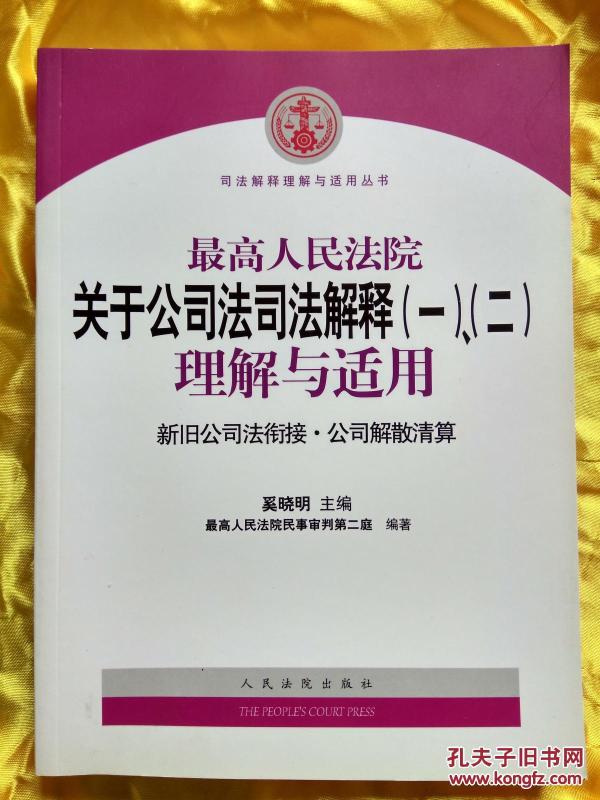 司法解释理解与适用丛书
最高人民法院
关于公司法司法解释(一)、(二)
理解与适用
新旧公司法衔接·公司解散清算
奚晓明 主编
最高人民法院民事审判第二庭 编著
人民法院出版社
THE PEOPLE'S COURT PRESS
孔夫子旧书网
www.kongfz.com